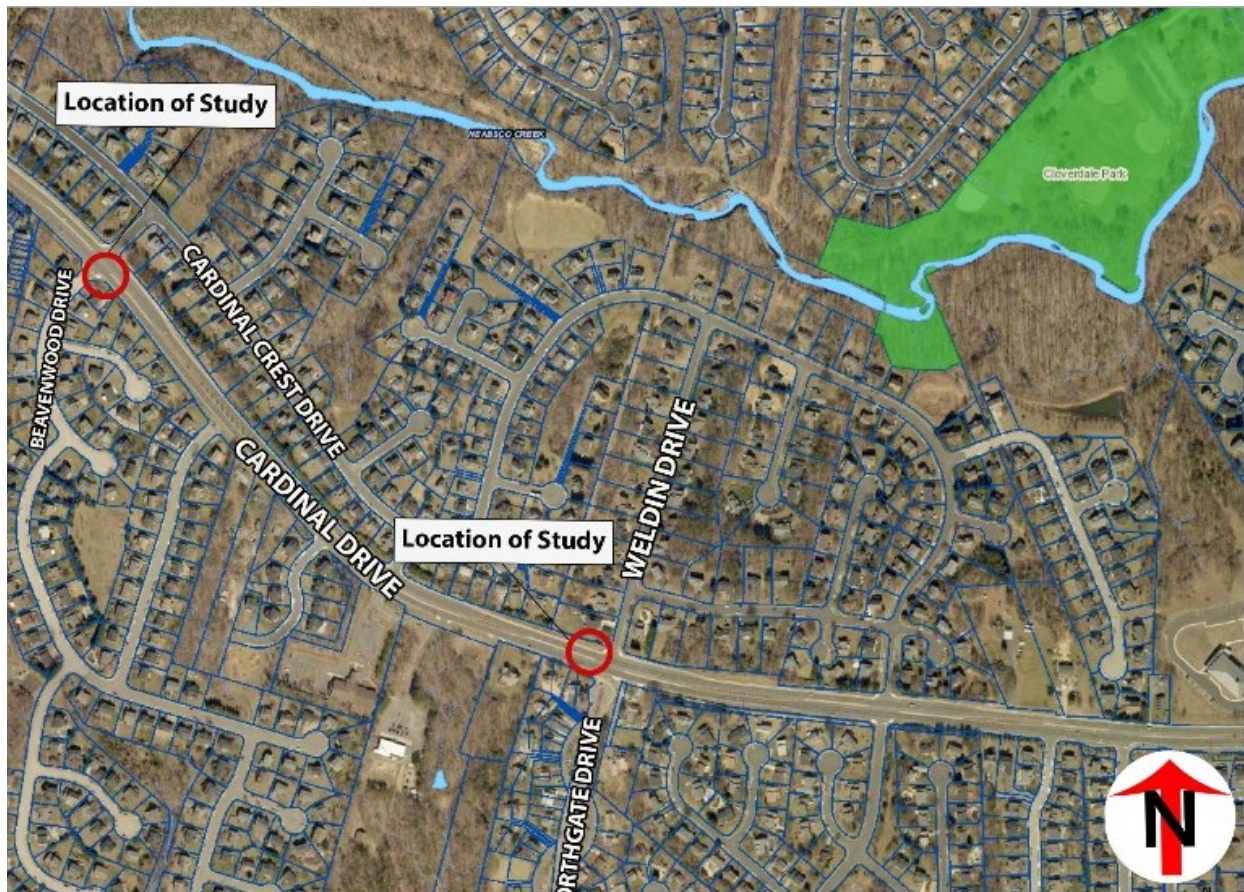 Location of Study
NEABSCO CREEK
Cloverdale Park
BEAVENWOOD DRIVE
CARDINAL CREST DRIVE
CARDINAL DRIVE
WELDIN DRIVE
Location of Study
ORTHGATE DRIVE
N